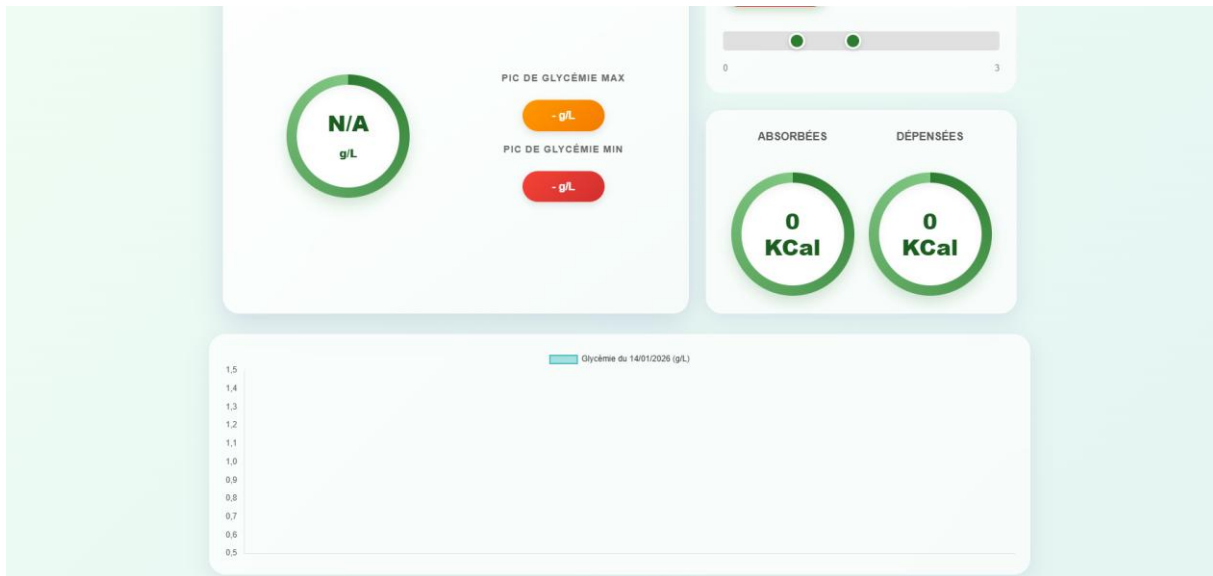 N/A
g/L
PIC DE GLYCÉMIE MAX
- g/L
PIC DE GLYCÉMIE MIN
- g/L
0
3
ABSORBÉES
DÉPENSÉES
0
KCal
0
KCal
Glycémie du 14/01/2026 (g/L)
1,5
1,4
1,3
1,2
1,1
1,0
0,9
0,8
0,7
0,6
0,5